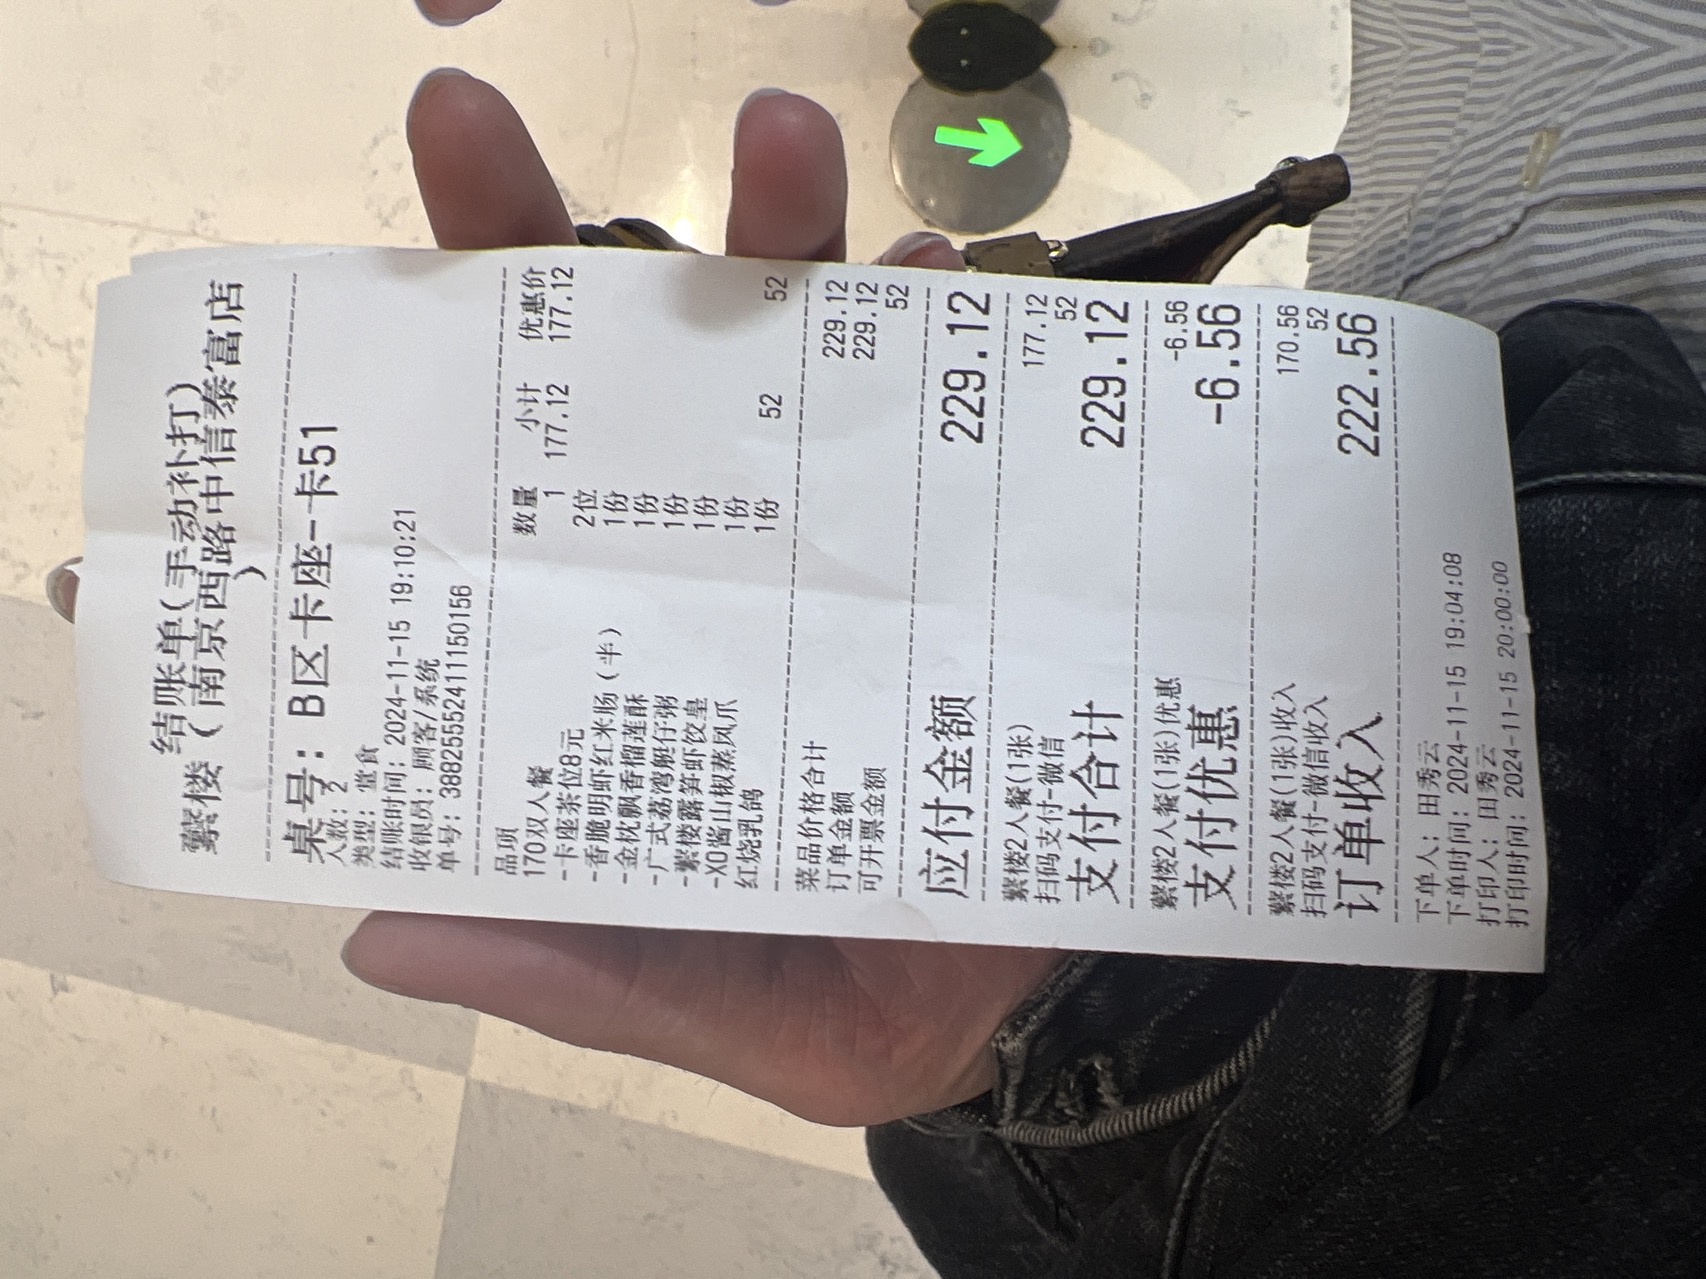 结账单(手动补打)
繁楼(南京西路中信泰富店
)
桌号: B区卡座-卡51
人数: 2
类型: 堂食
结账时间: 2024-11-15 19:10:21
收银员: 顾客/系统
单号: 3882555241115​0156
品项 数量 小计 优惠价
170双人餐 1 177.12 177.12
-卡座茶位8元 2位
-香脆明虾红米肠(半) 1份
-金枕飘香榴莲酥 1份
-广式荔湾艇仔粥 1份
-繁楼露笋虾饺皇 1份
-XO酱山椒蒸凤爪 1份
红烧乳鸽 1份 52 52
菜品价格合计 229.12
订单金额 229.12
可开票金额 52
应付金额 229.12
繁楼2人餐(1张) 177.12
扫码支付-微信 52
支付合计 229.12
繁楼2人餐(1张)优惠 -6.56
支付优惠 -6.56
繁楼2人餐(1张)收入 170.56
扫码支付-微信收入 52
订单收入 222.56
下单人: 田秀云
下单时间: 2024-11-15 19:04:08
打印人: 田秀云
打印时间: 2024-11-15 20:00:00